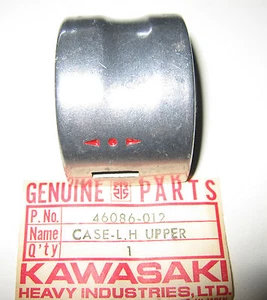 GENUINE PARTS
P. No. 46086-012
Name CASE-L,H UPPER
Q'ty 1
KAWASAKI
HEAVY INDUSTRIES, LTD.